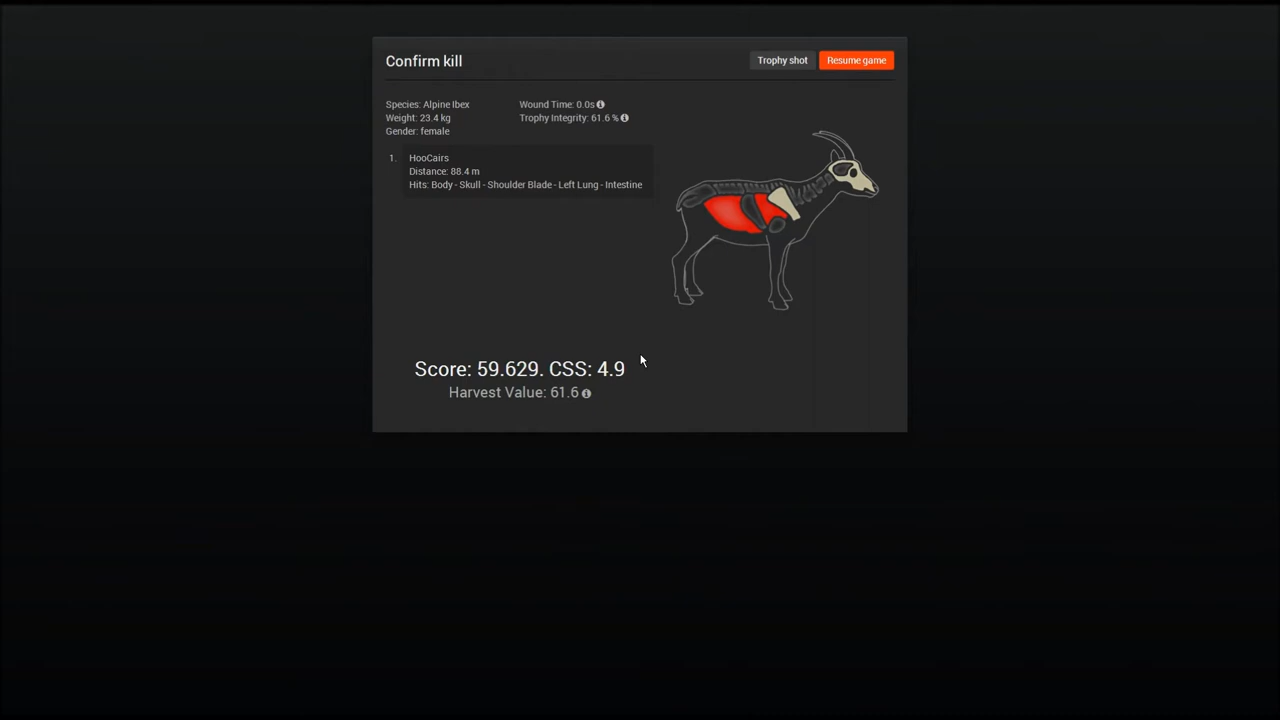 Confirm kill
Trophy shot
Resume game
Species: Alpine Ibex
Weight: 23.4 kg
Gender: female
Wound Time: 0.0s
Trophy Integrity: 61.6 %
1.
HooCairs
Distance: 88.4 m
Hits: Body - Skull - Shoulder Blade - Left Lung - Intestine
Score: 59.629. CSS: 4.9
Harvest Value: 61.6